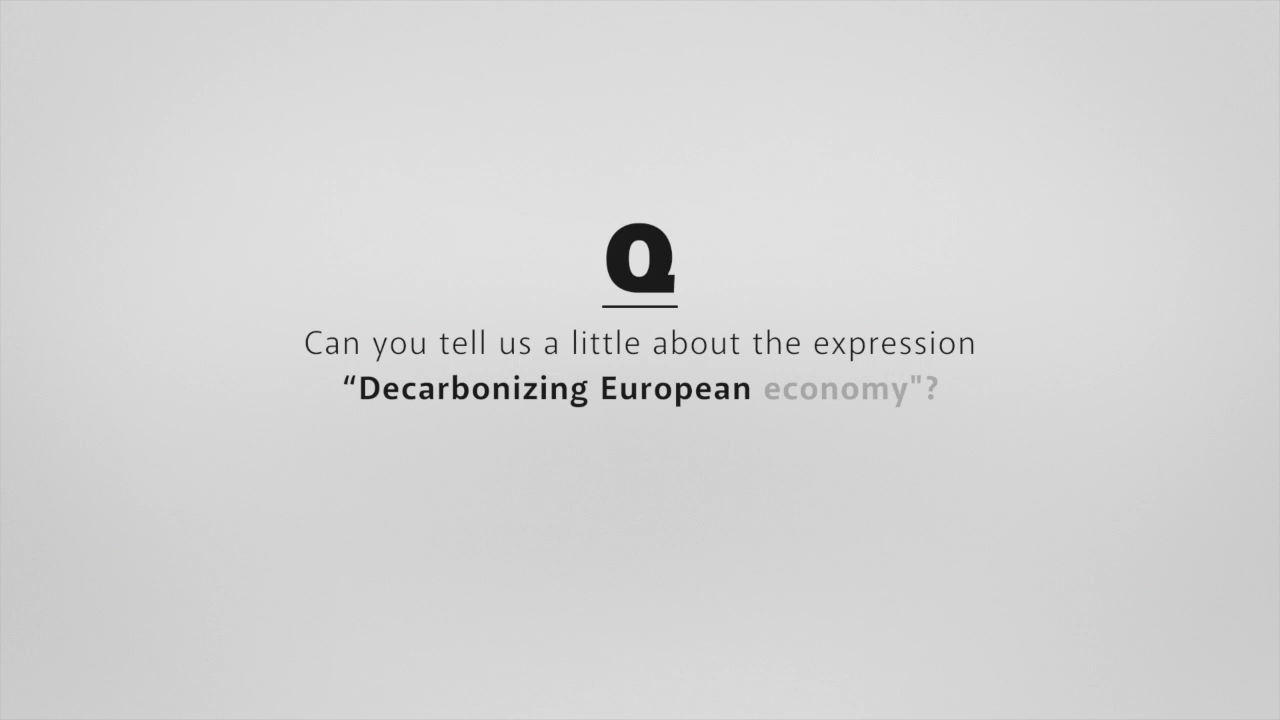 Q
Can you tell us a little about the expression
“Decarbonizing European economy"?